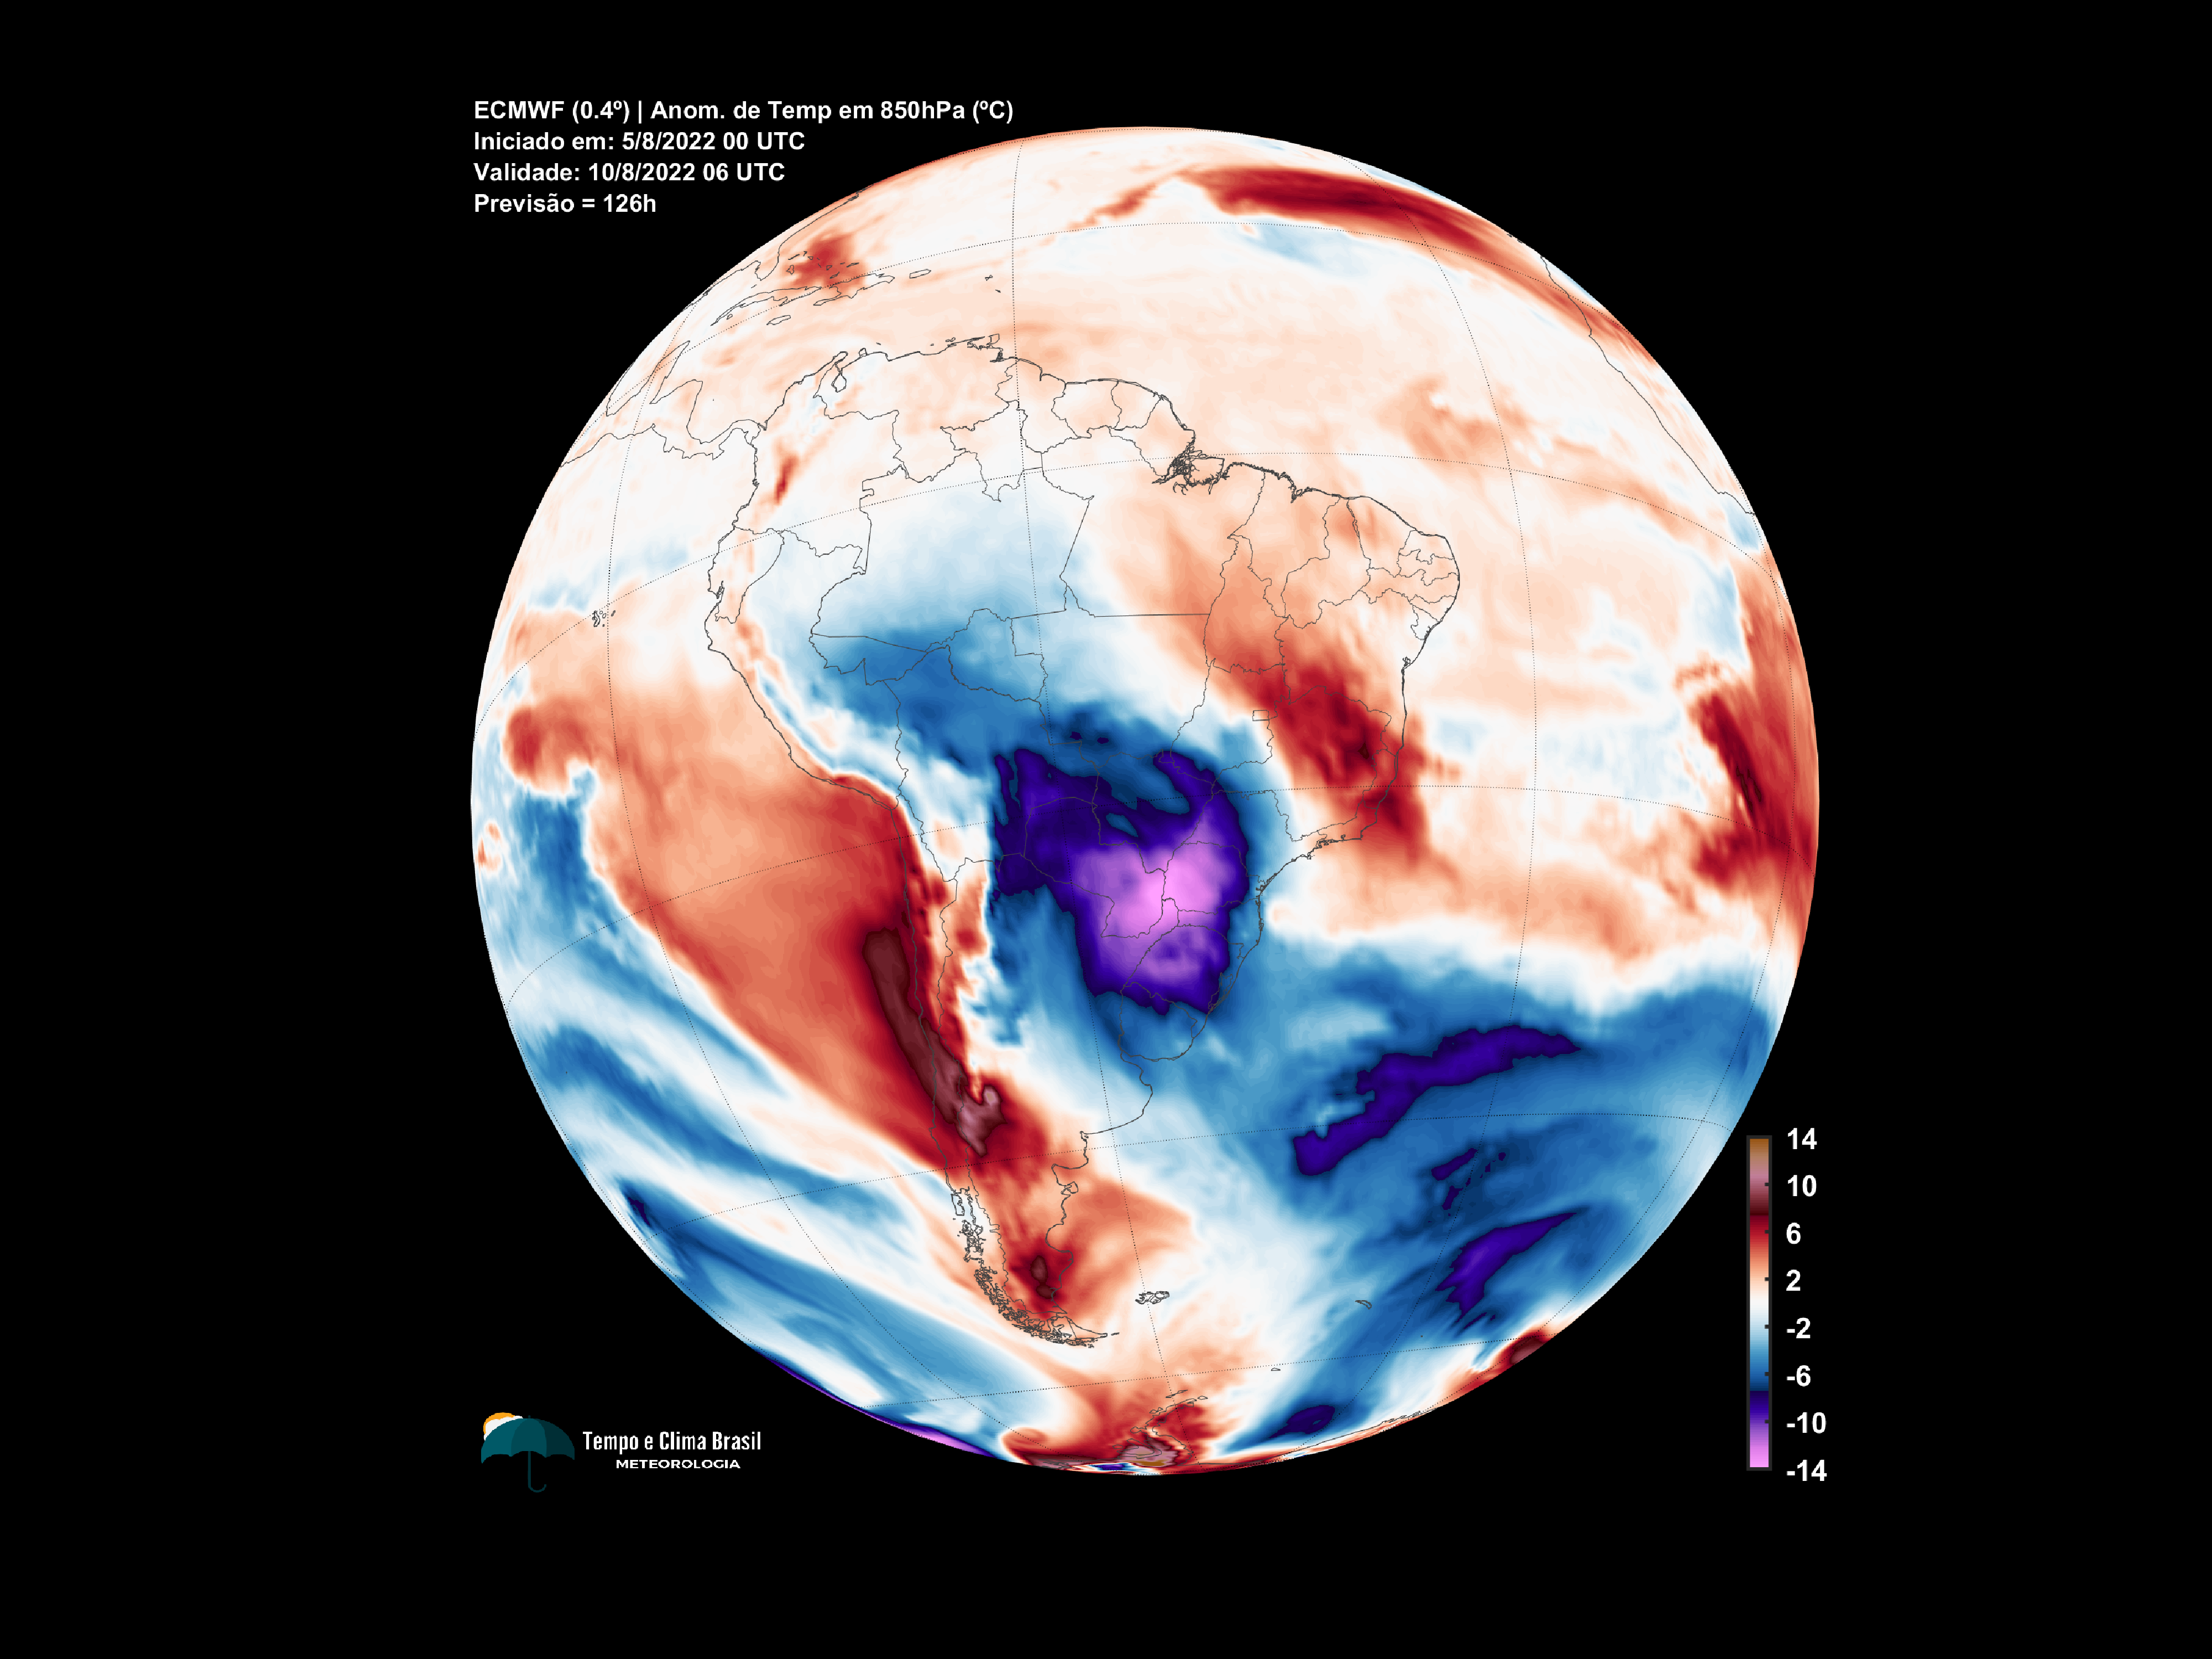 ECMWF (0.4º) | Anom. de Temp em 850hPa (ºC)
Iniciado em: 5/8/2022 00 UTC
Validade: 10/8/2022 06 UTC
Previsão = 126h
14
10
6
2
-2
-6
-10
-14
Tempo e Clima Brasil
METEOROLOGIA